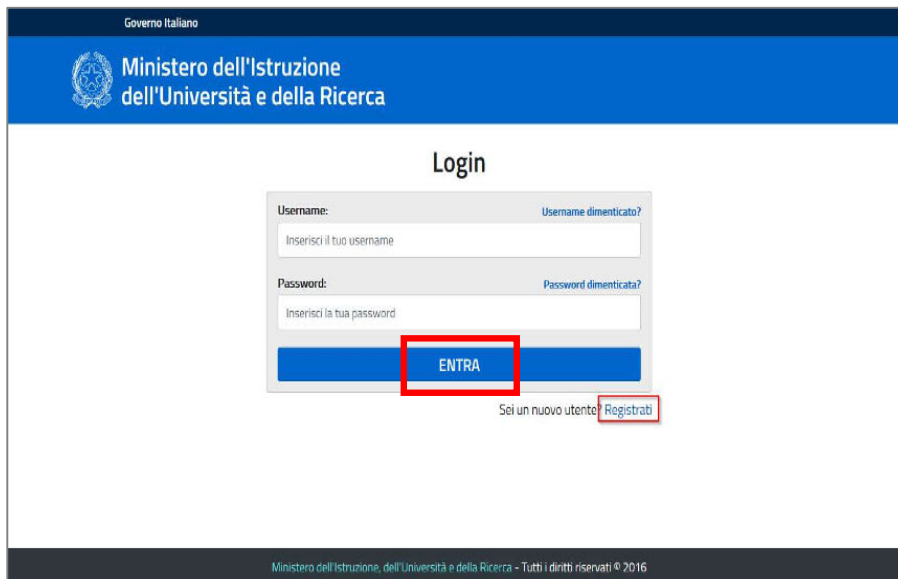 Governo Italiano
Ministero dell'Istruzione
dell'Università e della Ricerca
Login
Username: Username dimenticato?
Inserisci il tuo username
Password: Password dimenticata?
Inserisci la tua password
ENTRA
Sei un nuovo utente? Registrati
Ministero dell'Istruzione, dell'Università e della Ricerca - Tutti i diritti riservati © 2016